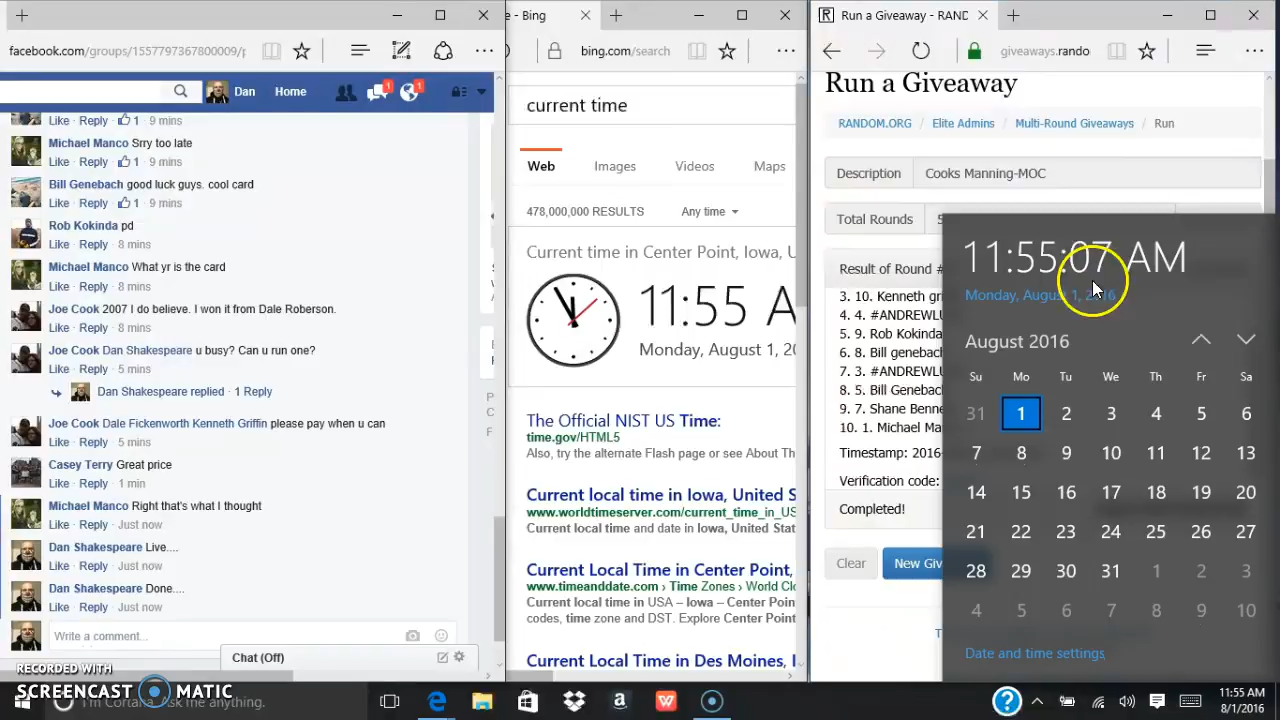 facebook.com/groups/1557797367800009/p
Dan Home
1
1
Like · Reply · 1 · 9 mins
Michael Manco Srry too late
Like · Reply · 1 · 9 mins
Bill Genebach good luck guys. cool card
Like · Reply · 1 · 9 mins
Rob Kokinda pd
Like · Reply · 8 mins
Michael Manco What yr is the card
Like · Reply · 8 mins
Joe Cook 2007 I do believe. I won it from Dale Roberson.
Like · Reply · 8 mins
Joe Cook Dan Shakespeare u busy? Can u run one?
Like · Reply · 5 mins
Dan Shakespeare replied · 1 Reply
Joe Cook Dale Fickenworth Kenneth Griffin please pay when u can
Like · Reply · 5 mins
Casey Terry Great price
Like · Reply · 1 min
Michael Manco Right that's what I thought
Like · Reply · Just now
Dan Shakespeare Live....
Like · Reply · Just now
Dan Shakespeare Done....
Like · Reply · Just now
Write a comment...
Chat (Off)
P
C
F
e - Bing
bing.com/search
current time
Web Images Videos Maps
478,000,000 RESULTS Any time
Current time in Center Point, Iowa, U
11:55 A
Monday, August 1, 20
The Official NIST US Time:
time.gov/HTML5
Also, try the alternate Flash page or see About Th
Current local time in Iowa, United S
www.worldtimeserver.com/current_time_in_US
Current local time and date in Iowa, United Stat
Current Local Time in Center Point,
www.timeanddate.com › Time Zones › World Clo
Current local time in USA – Iowa – Center Point
codes, time zone and DST. Explore Center Point
Current Local Time in Des Moines, I
R Run a Giveaway - RAND
giveaways.rando
Run a Giveaway
RANDOM.ORG / Elite Admins / Multi-Round Giveaways / Run
Description Cooks Manning-MOC
Total Rounds 5
Result of Round #
3. 10. Kenneth gri
4. 4. #ANDREWLU
5. 9. Rob Kokinda
6. 8. Bill genebach
7. 3. #ANDREWLU
8. 5. Bill Genebac
9. 7. Shane Benne
10. 1. Michael Ma
Timestamp: 2016-
Verification code:
Completed!
Clear New Giv
T
11:55:07 AM
Monday, August 1, 2016
August 2016
Su Mo Tu We Th Fr Sa
31 1 2 3 4 5 6
7 8 9 10 11 12 13
14 15 16 17 18 19 20
21 22 23 24 25 26 27
28 29 30 31 1 2 3
4 5 6 7 8 9 10
Date and time settings
RECORDED WITH
SCREENCAST MATIC
I'm Cortana. Ask me anything.
11:55 AM
8/1/2016